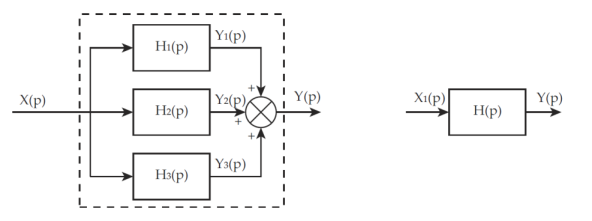 H1(p)
Y1(p)
+
X(p)
H2(p)
Y2(p)
+
Y(p)
H3(p)
Y3(p)
+
X1(p)
H(p)
Y(p)